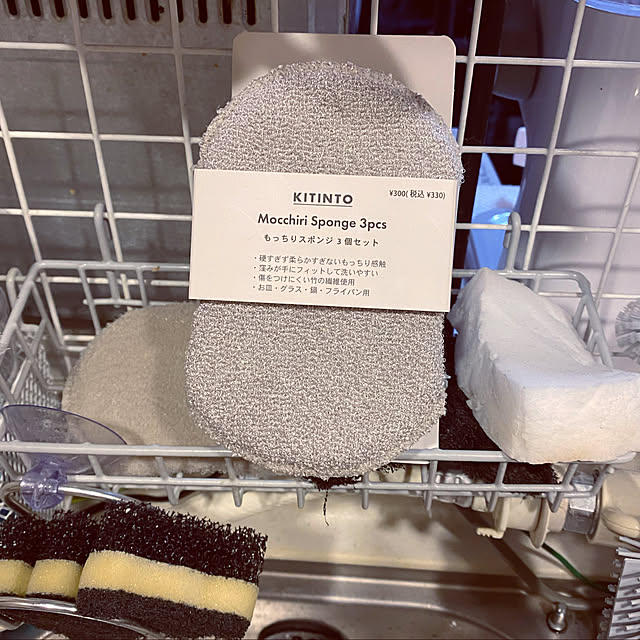 KITINTO
¥300(税込 ¥330)
Mocchiri Sponge 3pcs
もっちりスポンジ 3 個セット
・硬すぎず柔らかすぎないもっちり感触
・窪みが手にフィットして洗いやすい
・傷をつけにくい竹の繊維使用
・お皿・グラス・鍋・フライパン用